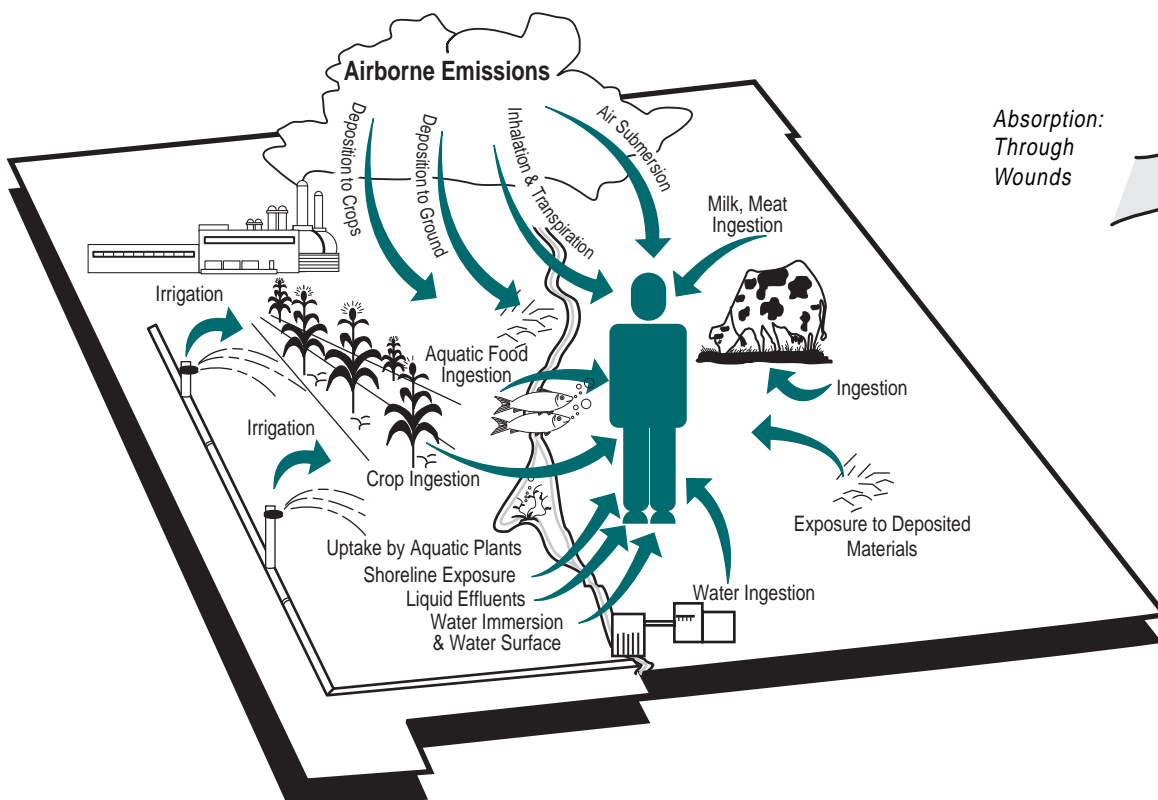 Airborne Emissions
Deposition to Crops
Deposition to Ground
Inhalation & Transpiration
Air Submersion
Absorption:
Through
Wounds
Milk, Meat
Ingestion
Irrigation
Aquatic Food
Ingestion
Ingestion
Irrigation
Crop Ingestion
Exposure to Deposited
Materials
Uptake by Aquatic Plants
Shoreline Exposure
Liquid Effluents
Water Immersion
& Water Surface
Water Ingestion